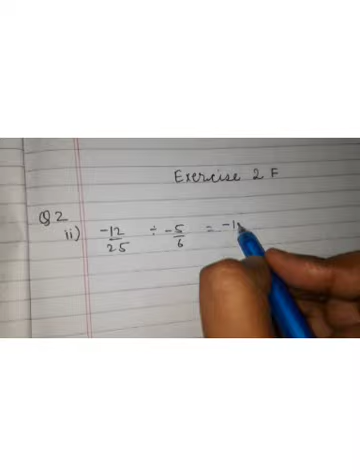 Exercise 2 F
Q 2
ii) -12/25 ÷ -5/6 = -1